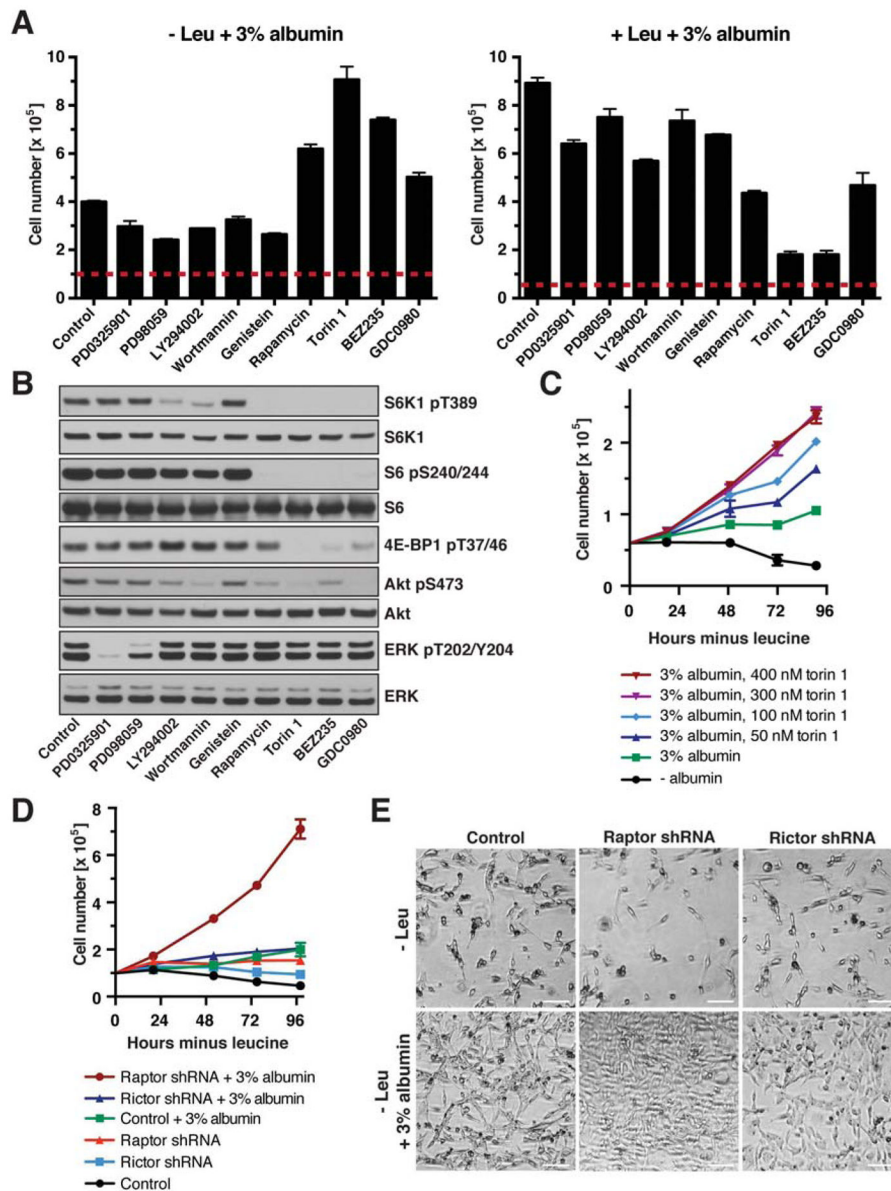 A
- Leu + 3% albumin
+ Leu + 3% albumin
Cell number [x 10⁵]
10
8
6
4
2
0
Control
PD0325901
PD98059
LY294002
Wortmannin
Genistein
Rapamycin
Torin 1
BEZ235
GDC0980
Cell number [x 10⁵]
10
8
6
4
2
0
Control
PD0325901
PD98059
LY294002
Wortmannin
Genistein
Rapamycin
Torin 1
BEZ235
GDC0980
B
S6K1 pT389
S6K1
S6 pS240/244
S6
4E-BP1 pT37/46
Akt pS473
Akt
ERK pT202/Y204
ERK
Control
PD0325901
PD098059
LY294002
Wortmannin
Genistein
Rapamycin
Torin 1
BEZ235
GDC0980
C
Cell number [x 10⁵]
2
1
0
0
24
48
72
96
Hours minus leucine
3% albumin, 400 nM torin 1
3% albumin, 300 nM torin 1
3% albumin, 100 nM torin 1
3% albumin, 50 nM torin 1
3% albumin
- albumin
D
Cell number [x 10⁵]
8
6
4
2
0
0
24
48
72
96
Hours minus leucine
Raptor shRNA + 3% albumin
Rictor shRNA + 3% albumin
Control + 3% albumin
Raptor shRNA
Rictor shRNA
Control
E
Control
Raptor shRNA
Rictor shRNA
- Leu
- Leu
+ 3% albumin